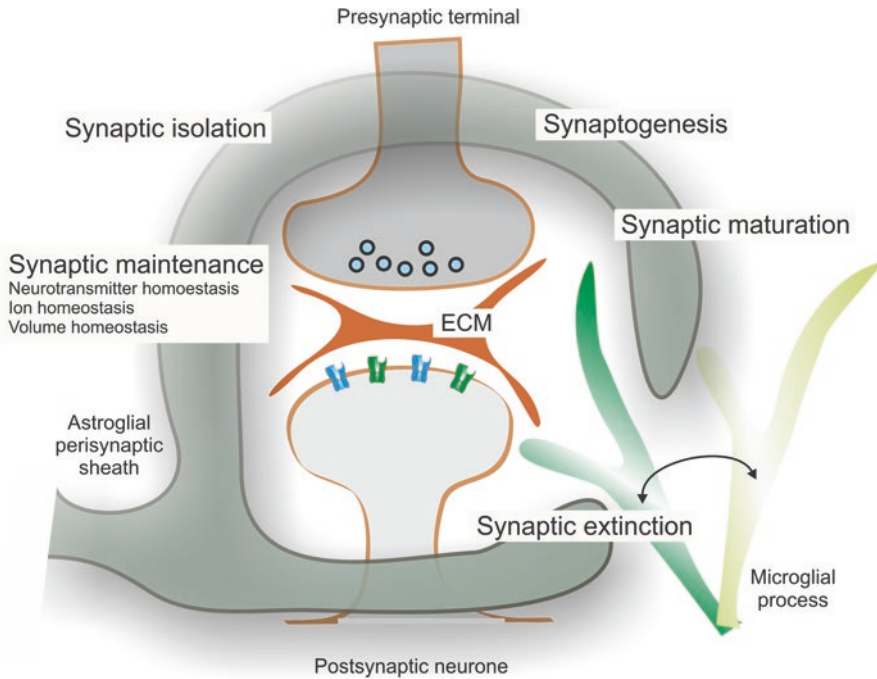 Presynaptic terminal
Synaptic isolation
Synaptogenesis
Synaptic maturation
Synaptic maintenance
Neurotransmitter homoestasis
Ion homeostasis
Volume homeostasis
ECM
Astroglial
perisynaptic
sheath
Synaptic extinction
Microglial
process
Postsynaptic neurone